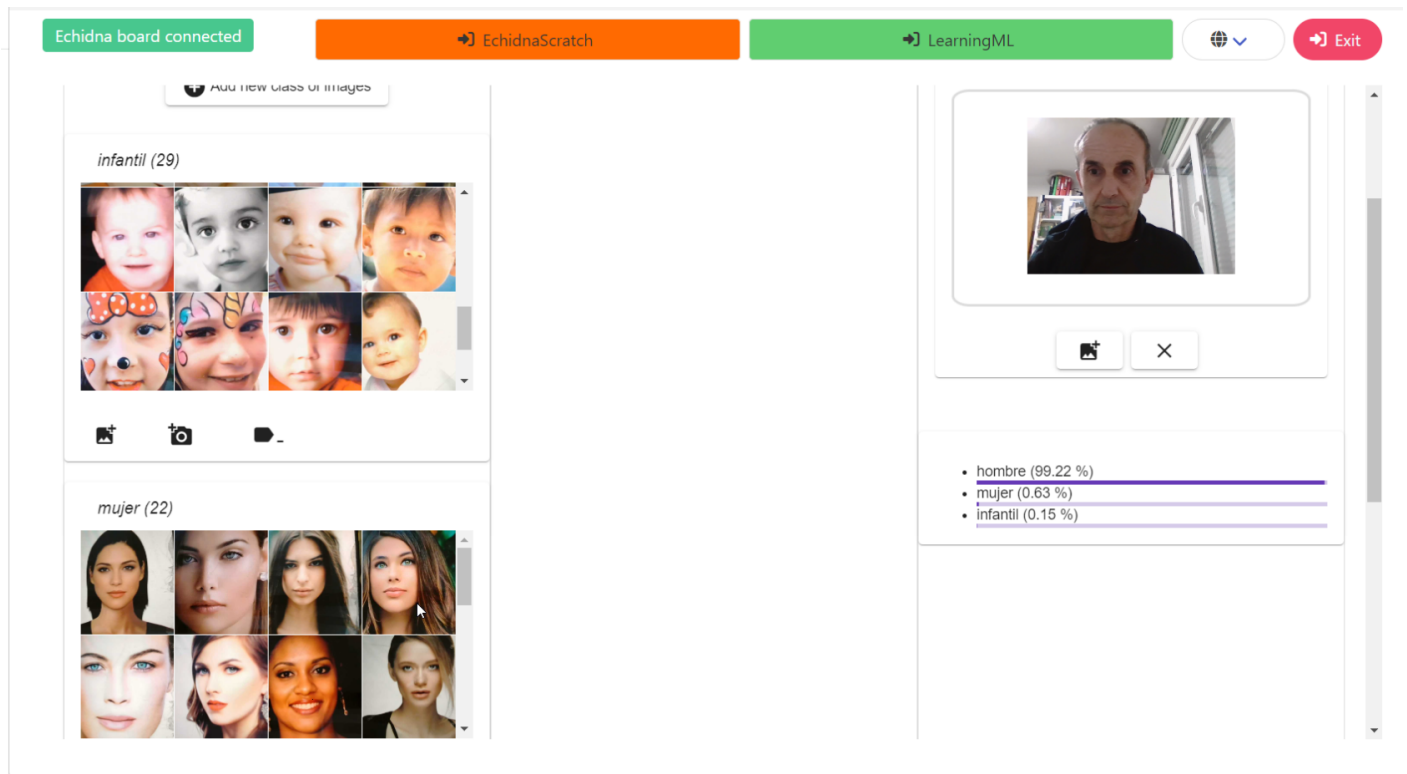 Echidna board connected
EchidnaScratch
LearningML
Exit
Add new class of images
infantil (29)
mujer (22)
hombre (99.22 %)
mujer (0.63 %)
infantil (0.15 %)